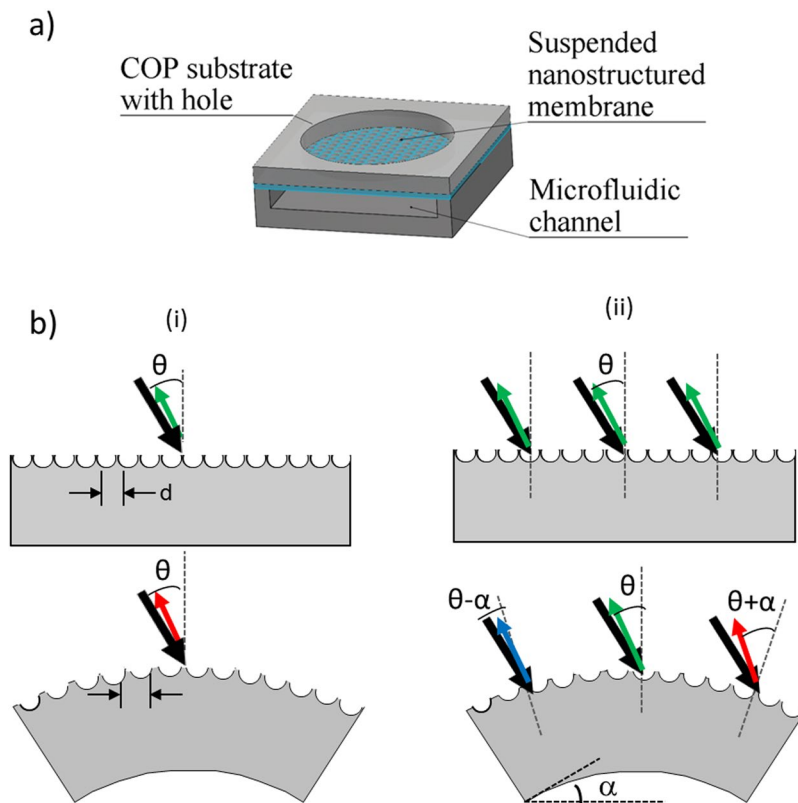 a)
COP substrate
with hole
Suspended
nanostructured
membrane
Microfluidic
channel
b)
(i)
(ii)
θ
θ
d
θ
θ-α
θ
θ+α
α